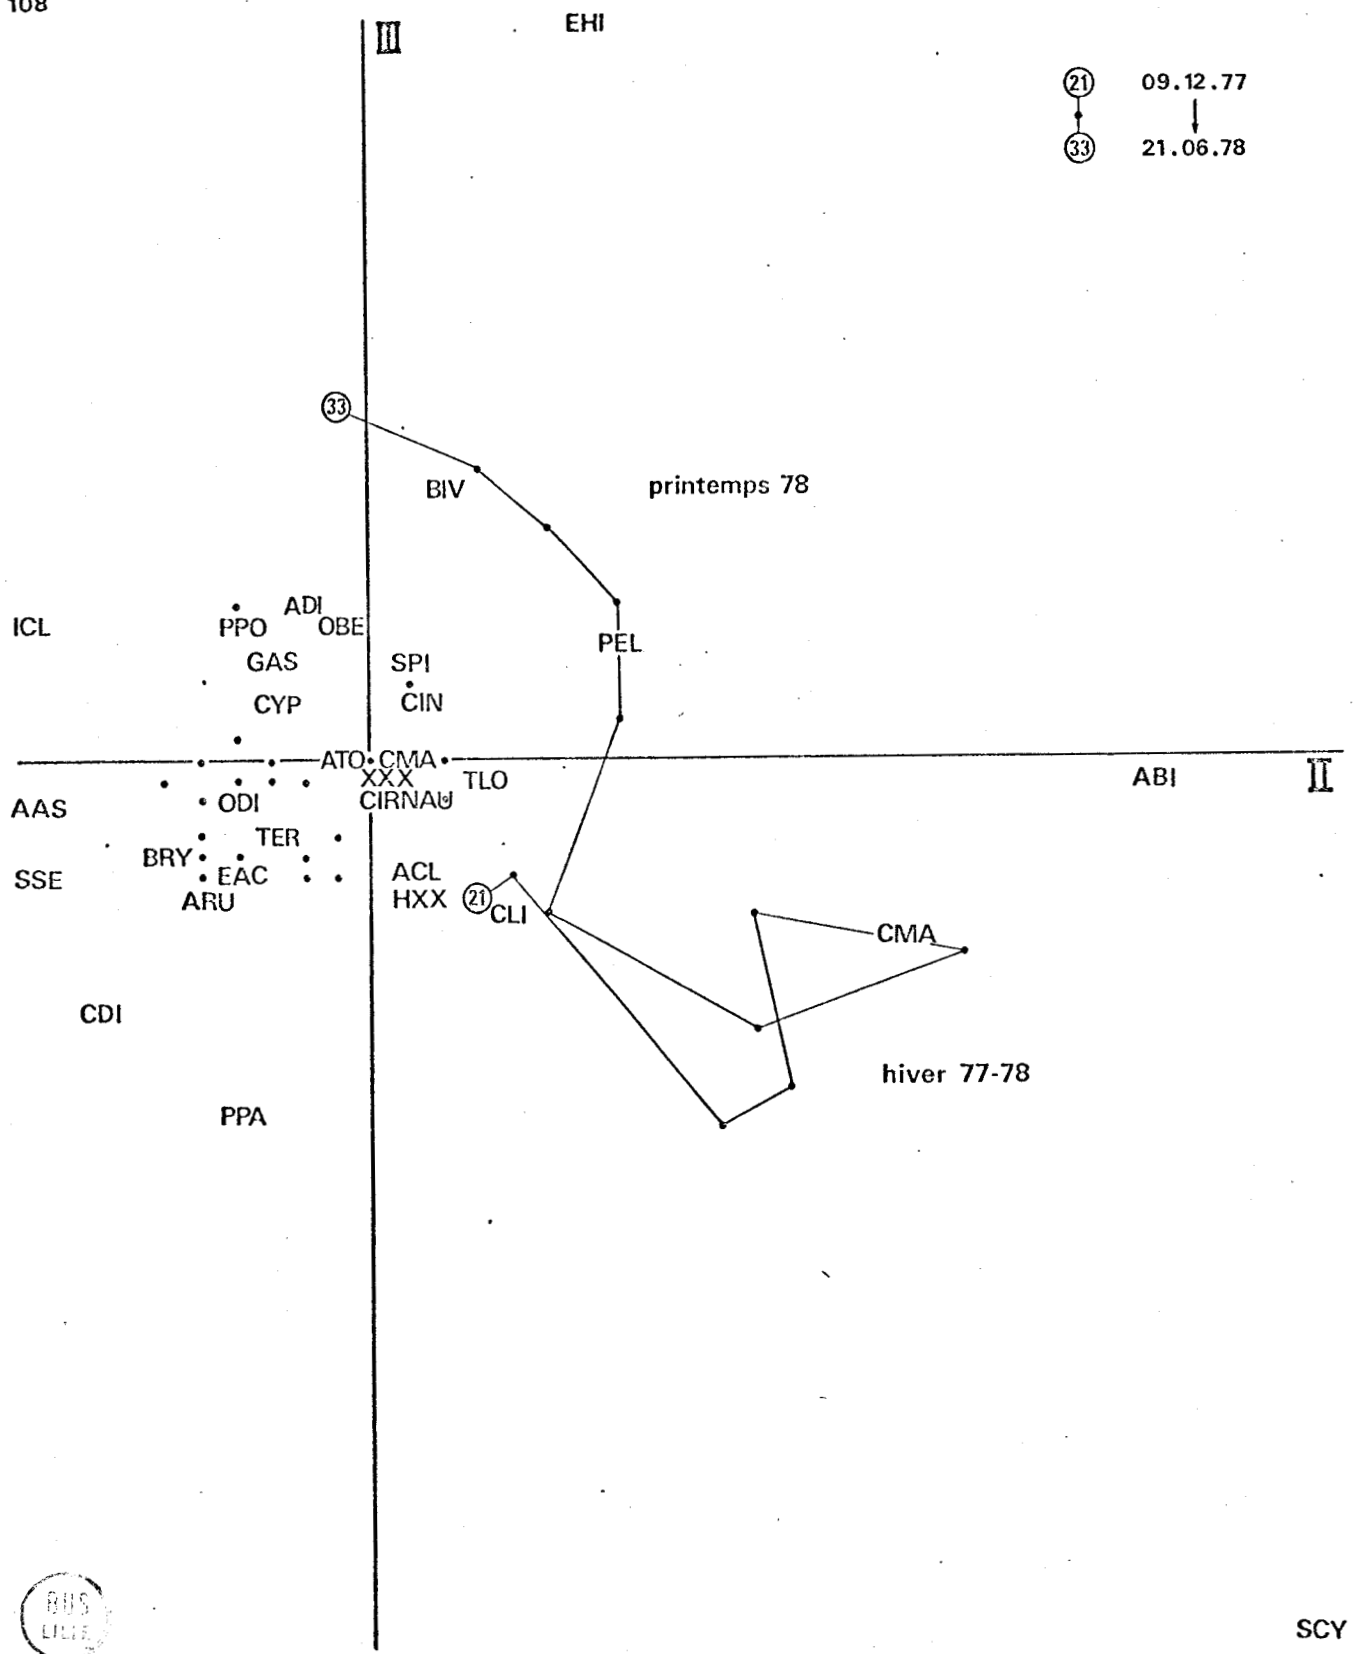 108
III
EHI
21 09.12.77
33 21.06.78
33
BIV
printemps 78
ICL
ADI
PPO
OBE
PEL
GAS
SPI
CYP
CIN
ATO CMA
XXX
TLO
ABI
II
AAS
ODI
CIRNAU
TER
BRY
EAC
SSE
ARU
ACL
HXX
21
CLI
CMA
CDI
hiver 77-78
PPA
BUS
LILLE
SCY